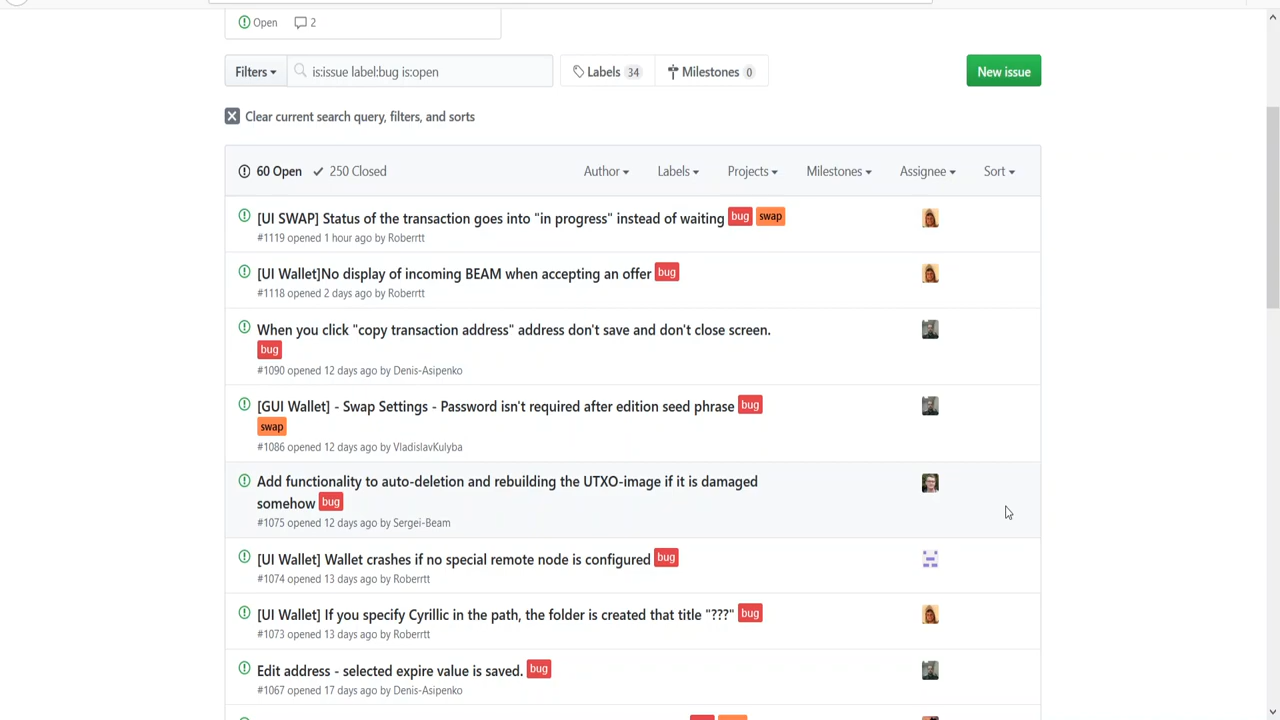 Open 2
Filters is:issue label:bug is:open Labels 34 Milestones 0 New issue
Clear current search query, filters, and sorts
60 Open 250 Closed Author Labels Projects Milestones Assignee Sort
[UI SWAP] Status of the transaction goes into "in progress" instead of waiting bug swap
#1119 opened 1 hour ago by Roberrtt
[UI Wallet]No display of incoming BEAM when accepting an offer bug
#1118 opened 2 days ago by Roberrtt
When you click "copy transaction address" address don't save and don't close screen.
bug
#1090 opened 12 days ago by Denis-Asipenko
[GUI Wallet] - Swap Settings - Password isn't required after edition seed phrase bug
swap
#1086 opened 12 days ago by VladislavKulyba
Add functionality to auto-deletion and rebuilding the UTXO-image if it is damaged
somehow bug
#1075 opened 12 days ago by Sergei-Beam
[UI Wallet] Wallet crashes if no special remote node is configured bug
#1074 opened 13 days ago by Roberrtt
[UI Wallet] If you specify Cyrillic in the path, the folder is created that title "???" bug
#1073 opened 13 days ago by Roberrtt
Edit address - selected expire value is saved. bug
#1067 opened 17 days ago by Denis-Asipenko